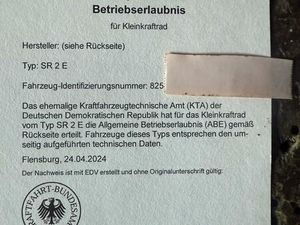 Betriebserlaubnis
für Kleinkraftrad
Hersteller: (siehe Rückseite)
Typ: SR 2 E
Fahrzeug-Identifizierungsnummer: 825
Das ehemalige Kraftfahrzeugtechnische Amt (KTA) der
Deutschen Demokratischen Republik hat für das Kleinkraftrad
vom Typ SR 2 E die Allgemeine Betriebserlaubnis (ABE) gemäß
Rückseite erteilt. Fahrzeuge dieses Typs entsprechen den um-
seitig aufgeführten technischen Daten.
Flensburg, 24.04.2024
Der Nachweis ist mit EDV erstellt und ohne Originalunterschrift gültig:
KRAFTFAHRT-BUNDESAM